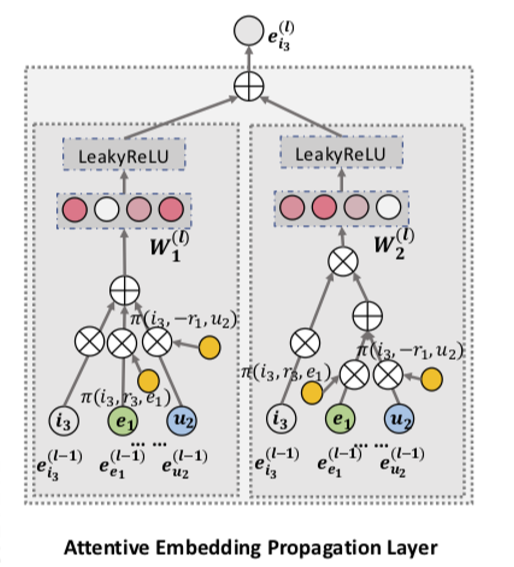 e_{i_3}^{(l)}
LeakyReLU LeakyReLU
W_1^{(l)} W_2^{(l)}
π(i_3, −r_1, u_2)
π(i_3, −r_1, u_2)
π(i_3, r_3, e_1)
π(i_3, r_3, e_1)
i_3 e_1 u_2 i_3 e_1 u_2
... ... ... ...
e_{i_3}^{(l−1)} e_{e_1}^{(l−1)} e_{u_2}^{(l−1)} e_{i_3}^{(l−1)} e_{e_1}^{(l−1)} e_{u_2}^{(l−1)}
Attentive Embedding Propagation Layer